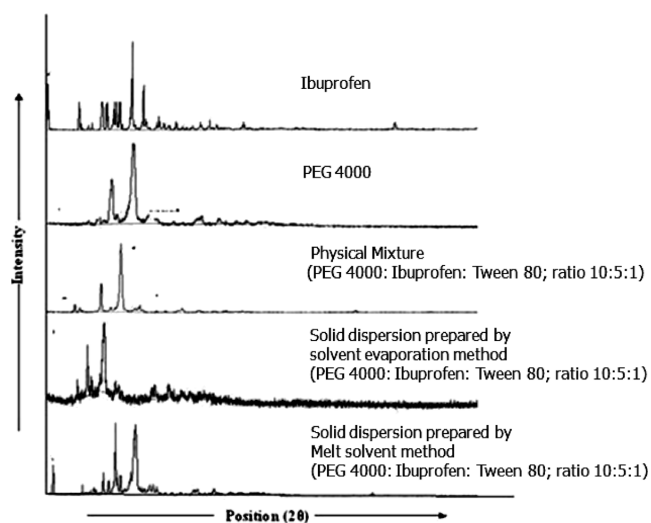 Ibuprofen
PEG 4000
Physical Mixture
(PEG 4000: Ibuprofen: Tween 80; ratio 10:5:1)
Solid dispersion prepared by
solvent evaporation method
(PEG 4000: Ibuprofen: Tween 80; ratio 10:5:1)
Solid dispersion prepared by
Melt solvent method
(PEG 4000: Ibuprofen: Tween 80; ratio 10:5:1)
Intensity
Position (2θ)